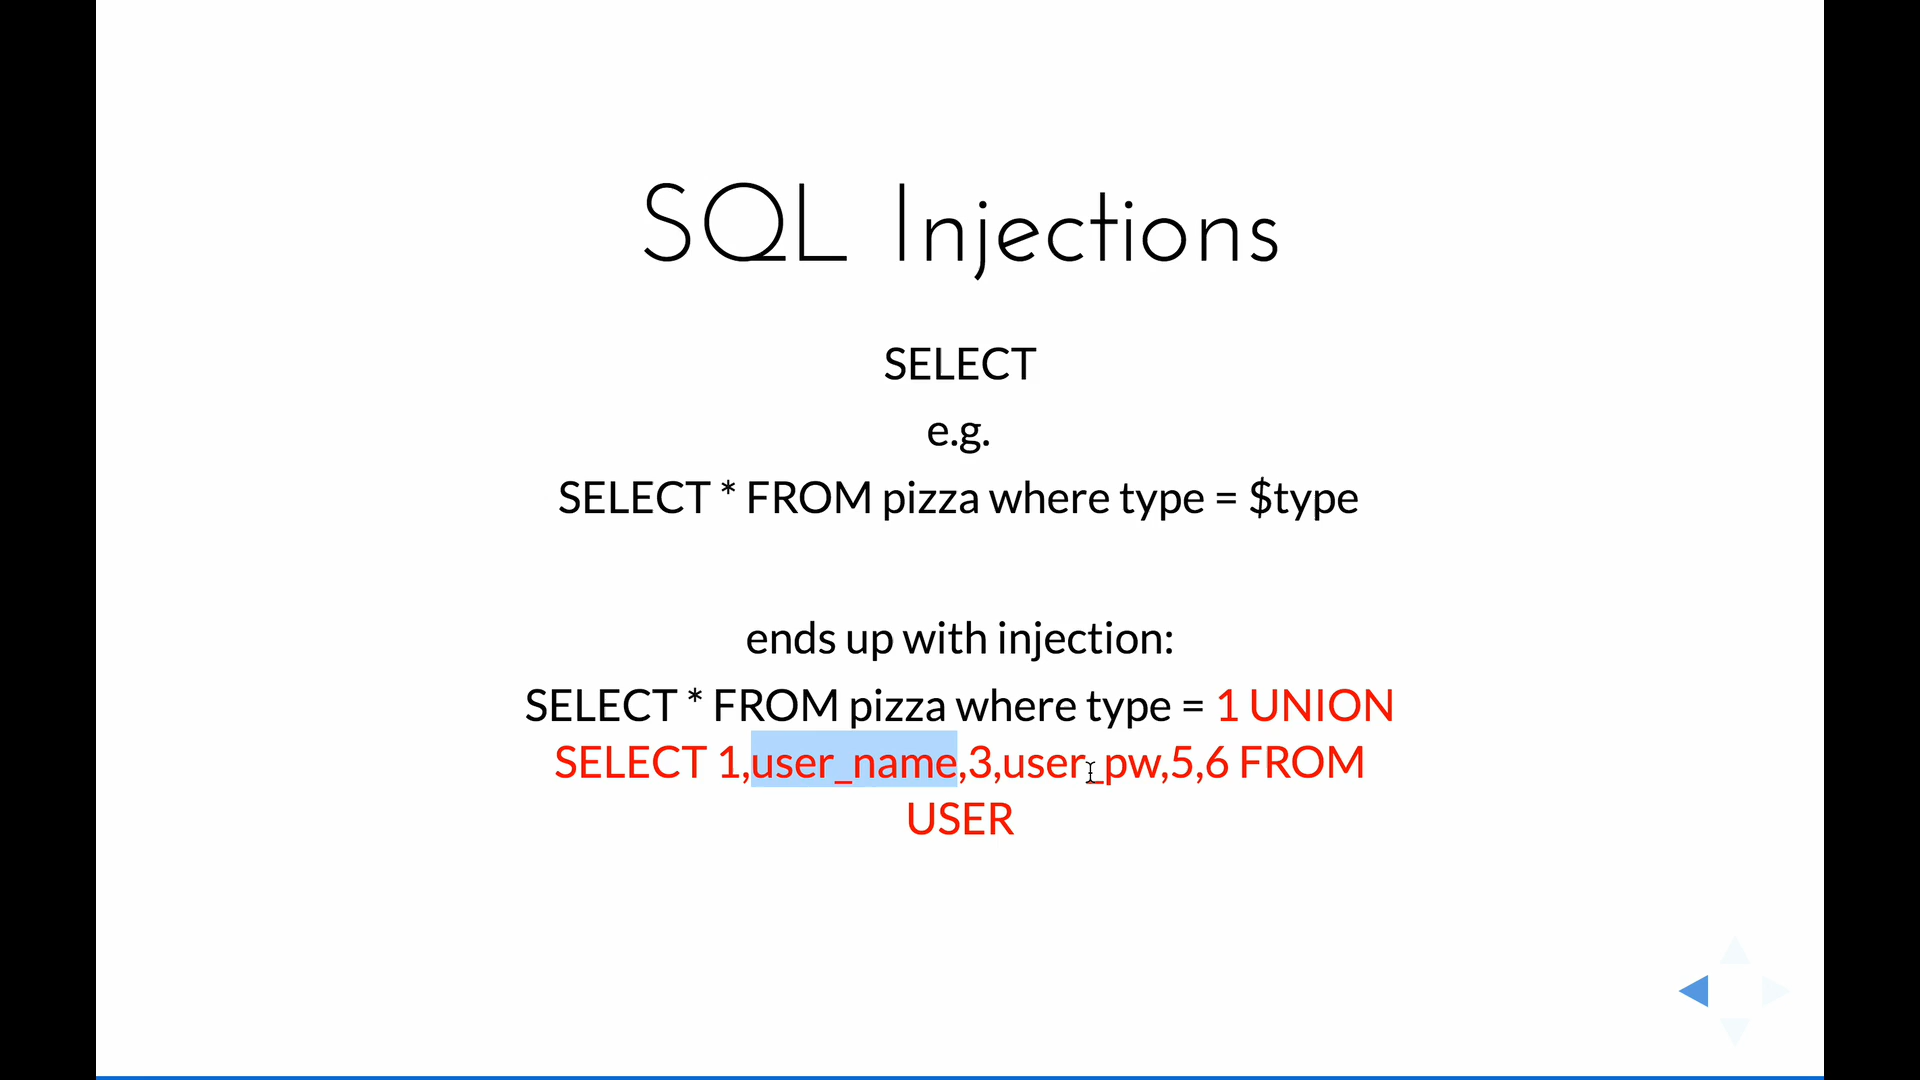 SQL Injections
SELECT
e.g.
SELECT * FROM pizza where type = $type
ends up with injection:
SELECT * FROM pizza where type = 1 UNION
SELECT 1,user_name,3,user_pw,5,6 FROM
USER